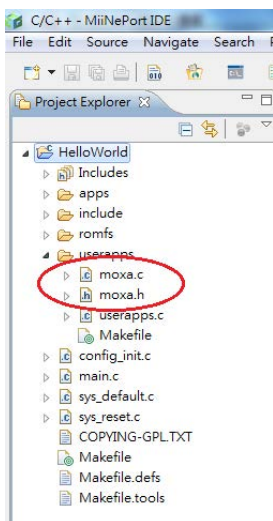 C/C++ - MiiNePort IDE
File Edit Source Navigate Search
Project Explorer
HelloWorld
Includes
apps
include
romfs
userapps
moxa.c
moxa.h
userapps.c
Makefile
config_init.c
main.c
sys_default.c
sys_reset.c
COPYING-GPL.TXT
Makefile
Makefile.defs
Makefile.tools